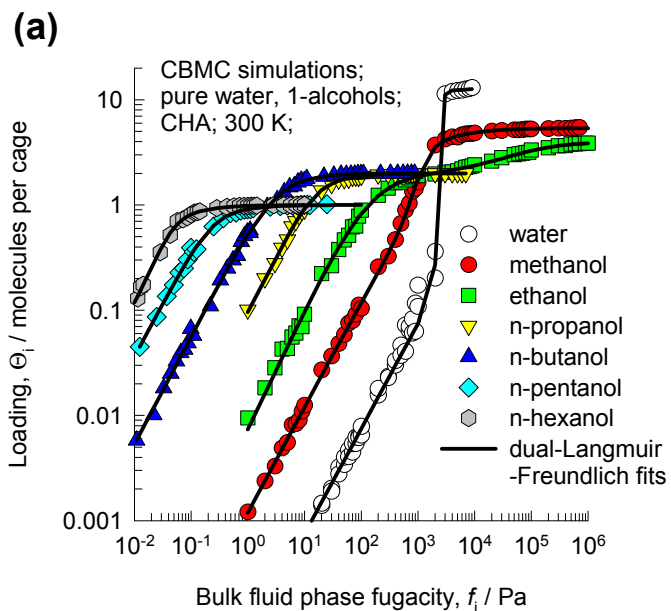 (a)
CBMC simulations;
pure water, 1-alcohols;
CHA; 300 K;
Loading, Θi / molecules per cage
10
1
0.1
0.01
0.001
water
methanol
ethanol
n-propanol
n-butanol
n-pentanol
n-hexanol
dual-Langmuir
-Freundlich fits
10-2 10-1 100 101 102 103 104 105 106
Bulk fluid phase fugacity, fi / Pa